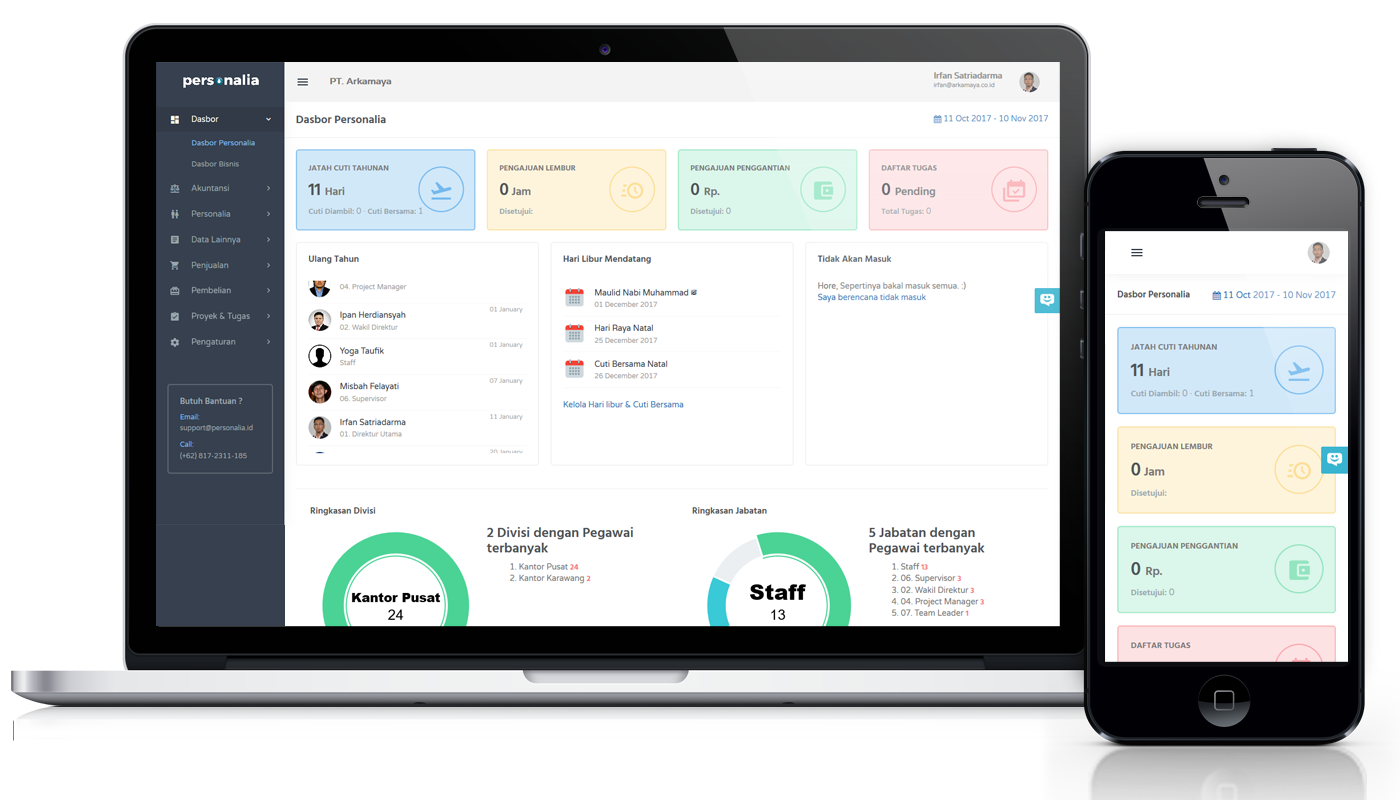 personalia
PT. Arkamaya
Irfan Satriadarma
irfan@arkamaya.co.id
Dasbor
Dasbor Personalia
Dasbor Bisnis
Akuntansi
Personalia
Data Lainnya
Penjualan
Pembelian
Proyek & Tugas
Pengaturan
Butuh Bantuan ?
Email:
support@personalia.id
Call:
(+62) 817-2311-185
Dasbor Personalia
11 Oct 2017 - 10 Nov 2017
JATAH CUTI TAHUNAN
11 Hari
Cuti Diambil: 0 · Cuti Bersama: 1
PENGAJUAN LEMBUR
0 Jam
Disetujui:
PENGAJUAN PENGGANTIAN
0 Rp.
Disetujui: 0
DAFTAR TUGAS
0 Pending
Total Tugas: 0
Ulang Tahun
04. Project Manager
Ipan Herdiansyah
02. Wakil Direktur
01 January
Yoga Taufik
Staff
01 January
Misbah Felayati
06. Supervisor
07 January
Irfan Satriadarma
01. Direktur Utama
11 January
20 January
Hari Libur Mendatang
Maulid Nabi Muhammad ﷺ
01 December 2017
Hari Raya Natal
25 December 2017
Cuti Bersama Natal
26 December 2017
Kelola Hari libur & Cuti Bersama
Tidak Akan Masuk
Hore, Sepertinya bakal masuk semua. :)
Saya berencana tidak masuk
Ringkasan Divisi
Kantor Pusat
24
2 Divisi dengan Pegawai
terbanyak
1. Kantor Pusat 24
2. Kantor Karawang 2
Ringkasan Jabatan
Staff
13
5 Jabatan dengan
Pegawai terbanyak
1. Staff 13
2. 06. Supervisor 3
3. 02. Wakil Direktur 3
4. 04. Project Manager 3
5. 07. Team Leader 1
Dasbor Personalia
11 Oct 2017 - 10 Nov 2017
JATAH CUTI TAHUNAN
11 Hari
Cuti Diambil: 0 · Cuti Bersama: 1
PENGAJUAN LEMBUR
0 Jam
Disetujui:
PENGAJUAN PENGGANTIAN
0 Rp.
Disetujui: 0
DAFTAR TUGAS